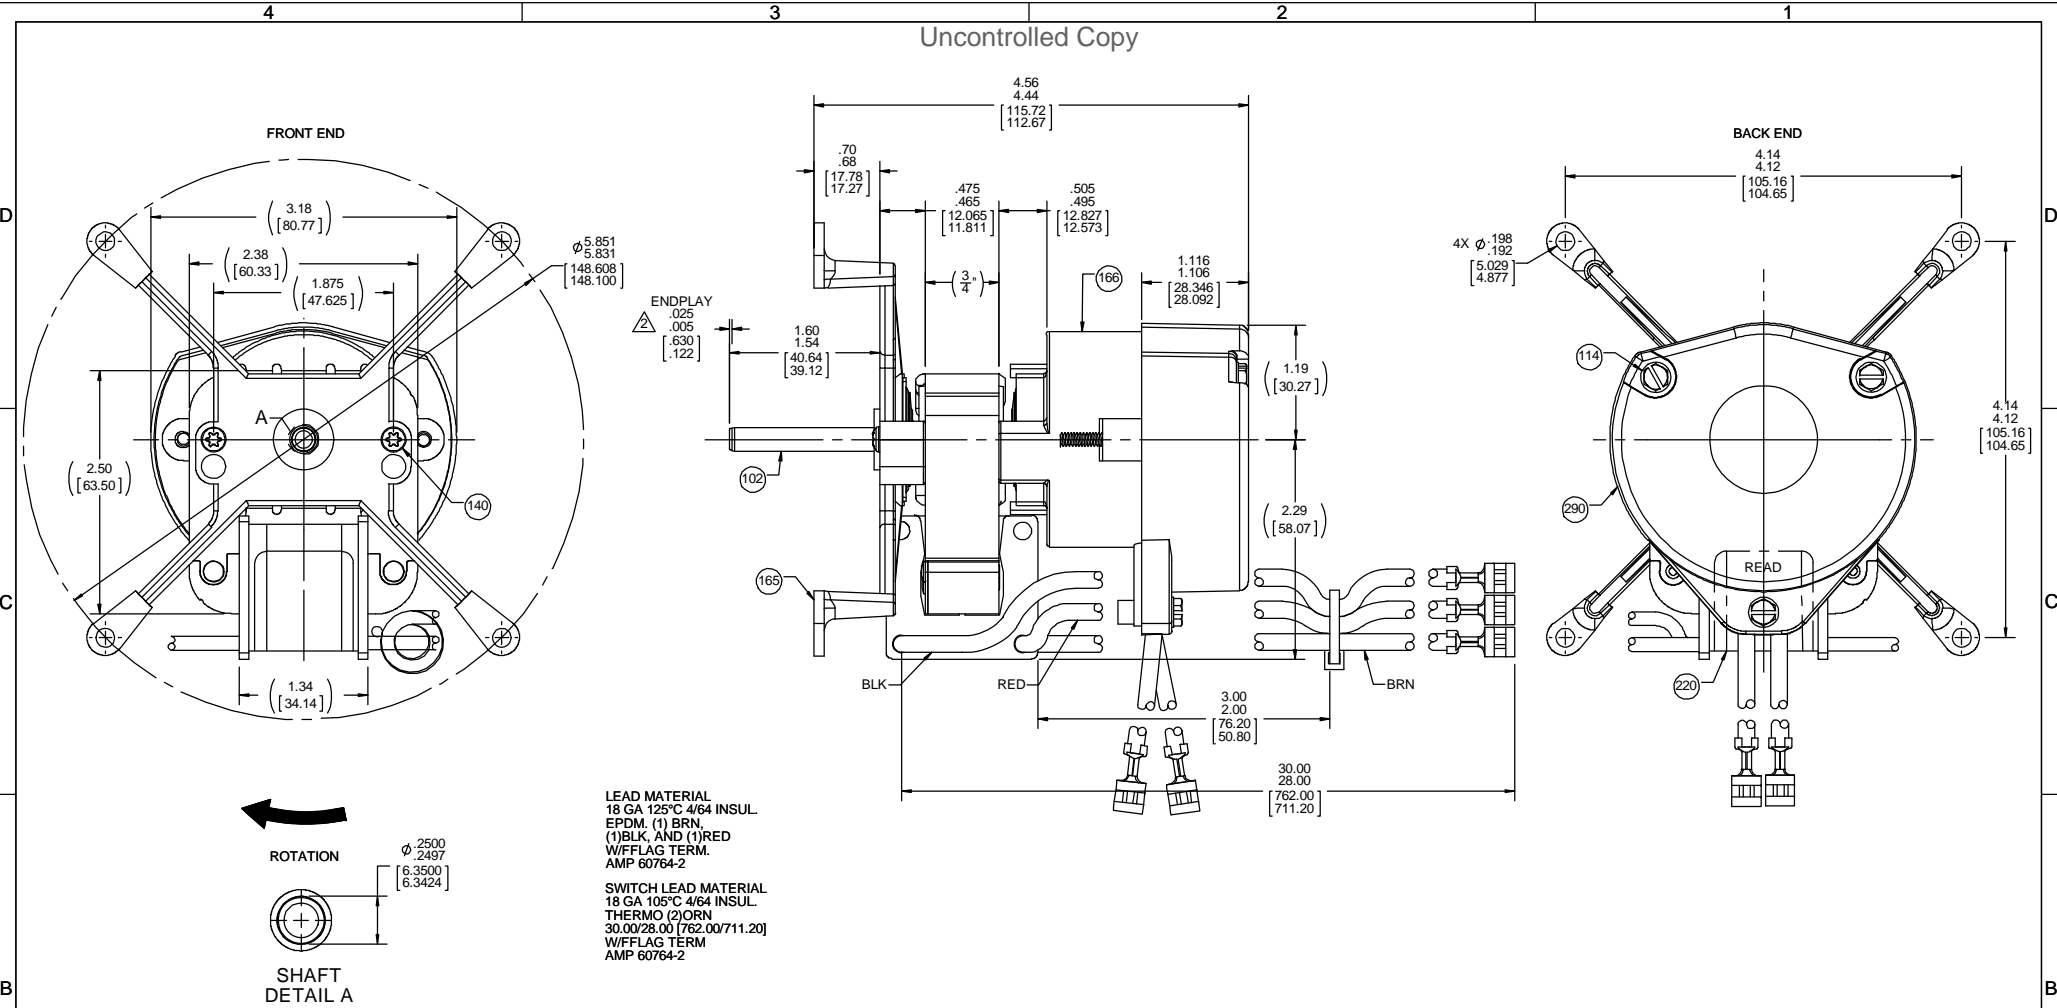 4
3
2
1
Uncontrolled Copy
D
D
C
C
B
B
FRONT END
3.18
[80.77]
2.38
[60.33]
1.875
[47.625]
⌀ 5.851
5.831
[148.608
148.100]
A
2.50
[63.50]
140
1.34
[34.14]
ROTATION
⌀ .2500
.2497
[6.3500
6.3424]
SHAFT
DETAIL A
4.56
4.44
[115.72
112.67]
.70
.68
[17.78
17.27]
.475
.465
[12.065
11.811]
.505
.495
[12.827
12.573]
(3/4")
166
1.116
1.106
[28.346
28.092]
ENDPLAY
2
.025
.005
[.630
.122]
1.60
1.54
[40.64
39.12]
1.19
[30.27]
102
2.29
[58.07]
165
BLK
RED
BRN
3.00
2.00
[76.20
50.80]
30.00
28.00
[762.00
711.20]
LEAD MATERIAL
18 GA 125°C 4/64 INSUL.
EPDM. (1) BRN,
(1)BLK, AND (1)RED
W/FFLAG TERM.
AMP 60764-2
SWITCH LEAD MATERIAL
18 GA 105°C 4/64 INSUL.
THERMO (2)ORN
30.00/28.00 [762.00/711.20]
W/FFLAG TERM
AMP 60764-2
BACK END
4.14
4.12
[105.16
104.65]
4X ⌀ .198
.192
[5.029
4.877]
114
4.14
4.12
[105.16
104.65]
290
READ
220